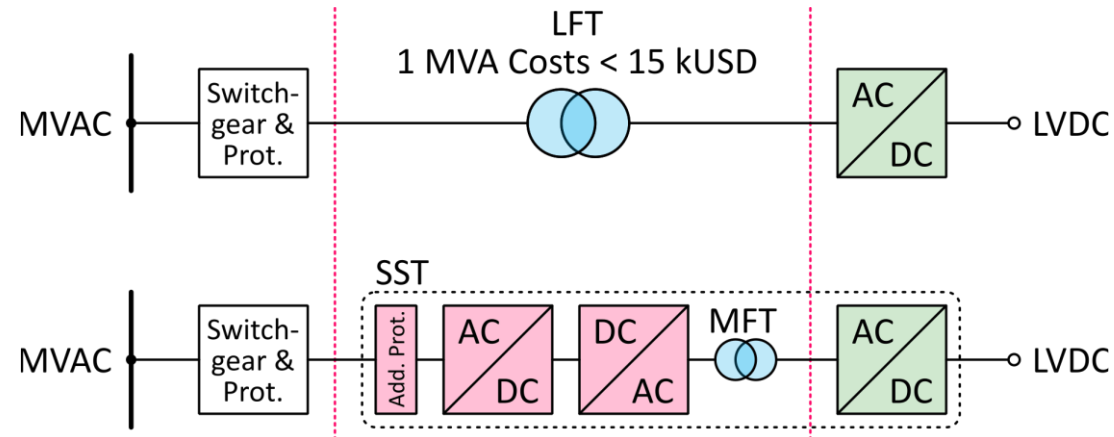 LFT
1 MVA Costs < 15 kUSD
MVAC
Switch-
gear &
Prot.
AC
DC
LVDC
SST
MVAC
Switch-
gear &
Prot.
Add. Prot.
AC
DC
DC
AC
MFT
AC
DC
LVDC